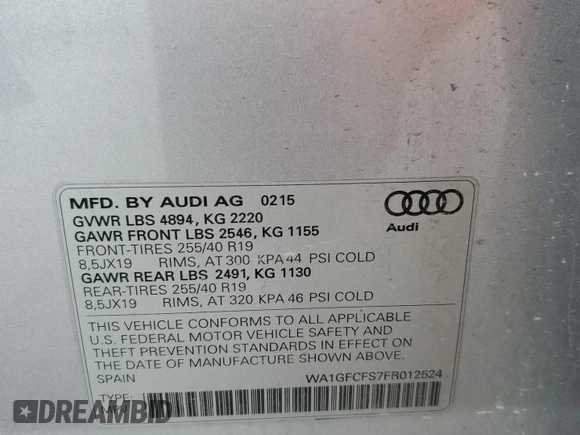 MFD. BY AUDI AG 0215
GVWR LBS 4894, KG 2220
GAWR FRONT LBS 2546, KG 1155
FRONT-TIRES 255/40 R19
8,5JX19 RIMS, AT 300 KPA 44 PSI COLD
GAWR REAR LBS 2491, KG 1130
REAR-TIRES 255/40 R19
8,5JX19 RIMS, AT 320 KPA 46 PSI COLD
Audi
THIS VEHICLE CONFORMS TO ALL APPLICABLE
U.S. FEDERAL MOTOR VEHICLE SAFETY AND
THEFT PREVENTION STANDARDS IN EFFECT ON
THE DATE OF MANUFACTURE SHOWN ABOVE.
SPAIN WA1GFCFS7FR012524
TYPE:
MPV
DREAMBID